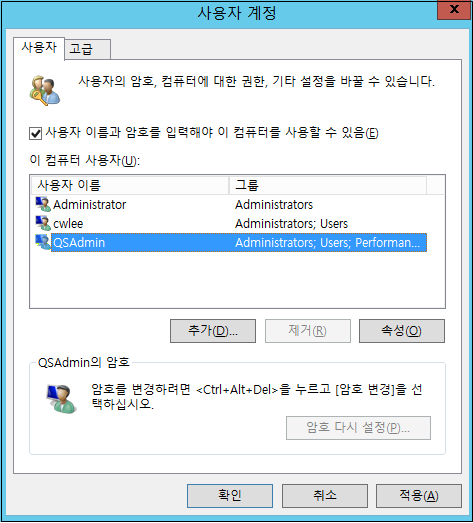 사용자 계정
x
사용자
고급
사용자의 암호, 컴퓨터에 대한 권한, 기타 설정을 바꿀 수 있습니다.
사용자 이름과 암호를 입력해야 이 컴퓨터를 사용할 수 있음(E)
이 컴퓨터 사용자(U):
사용자 이름 그룹
Administrator Administrators
cwlee Administrators; Users
QSAdmin Administrators; Users; Performan...
추가(D)... 제거(R) 속성(O)
QSAdmin의 암호
암호를 변경하려면 <Ctrl+Alt+Del>을 누르고 [암호 변경]을 선
택하십시오.
암호 다시 설정(P)...
확인 취소 적용(A)